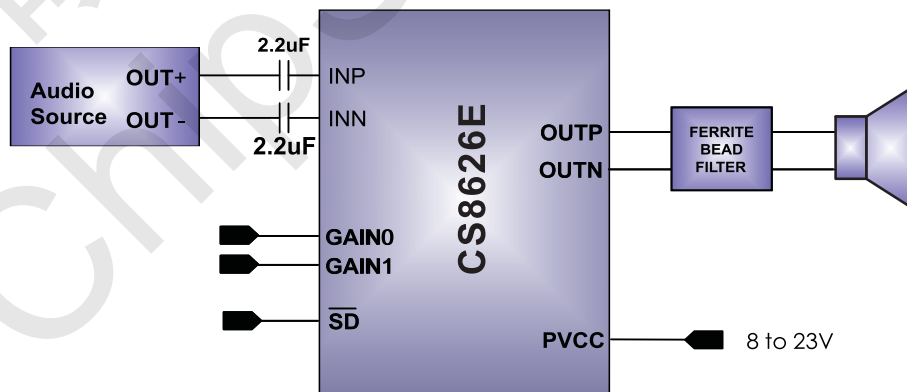 2.2uF
Audio
Source
OUT+
OUT-
2.2uF
INP
INN
GAIN0
GAIN1
SD
CS8626E
OUTP
OUTN
PVCC
FERRITE
BEAD
FILTER
8 to 23V
Chips